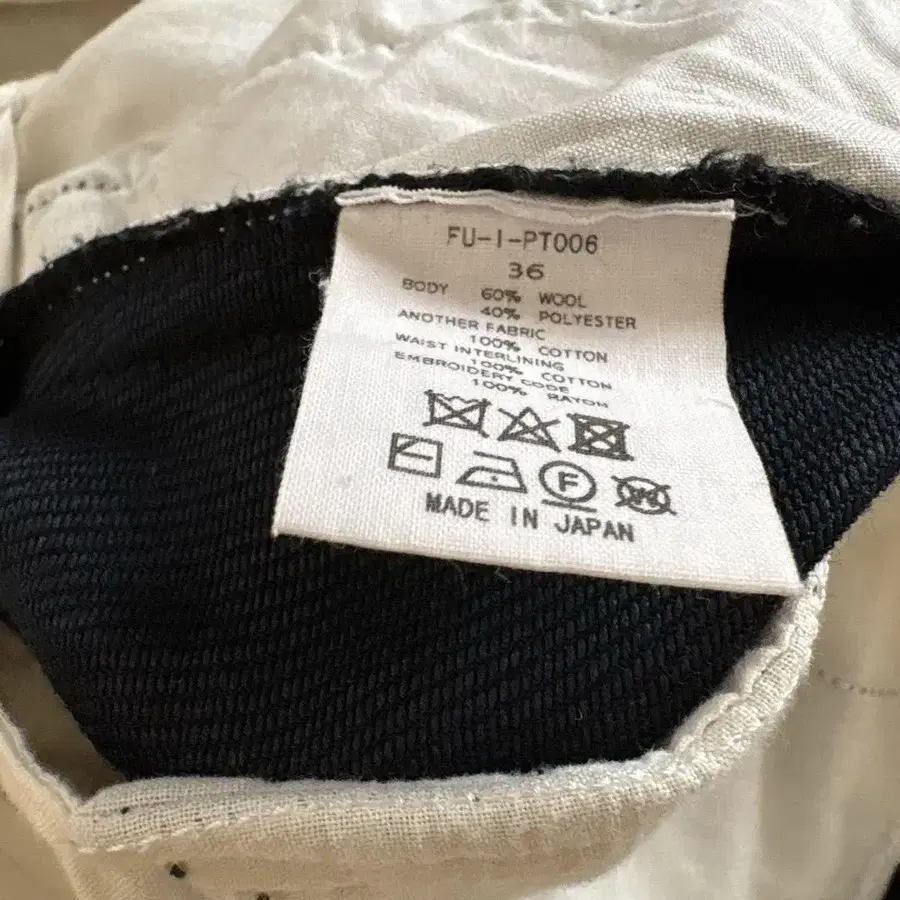 FU-I-PT006
36
BODY 60% WOOL
40% POLYESTER
ANOTHER FABRIC
100% COTTON
WAIST INTERLINING
100% COTTON
EMBROIDERY CODE
100% RAYON
F W
MADE IN JAPAN